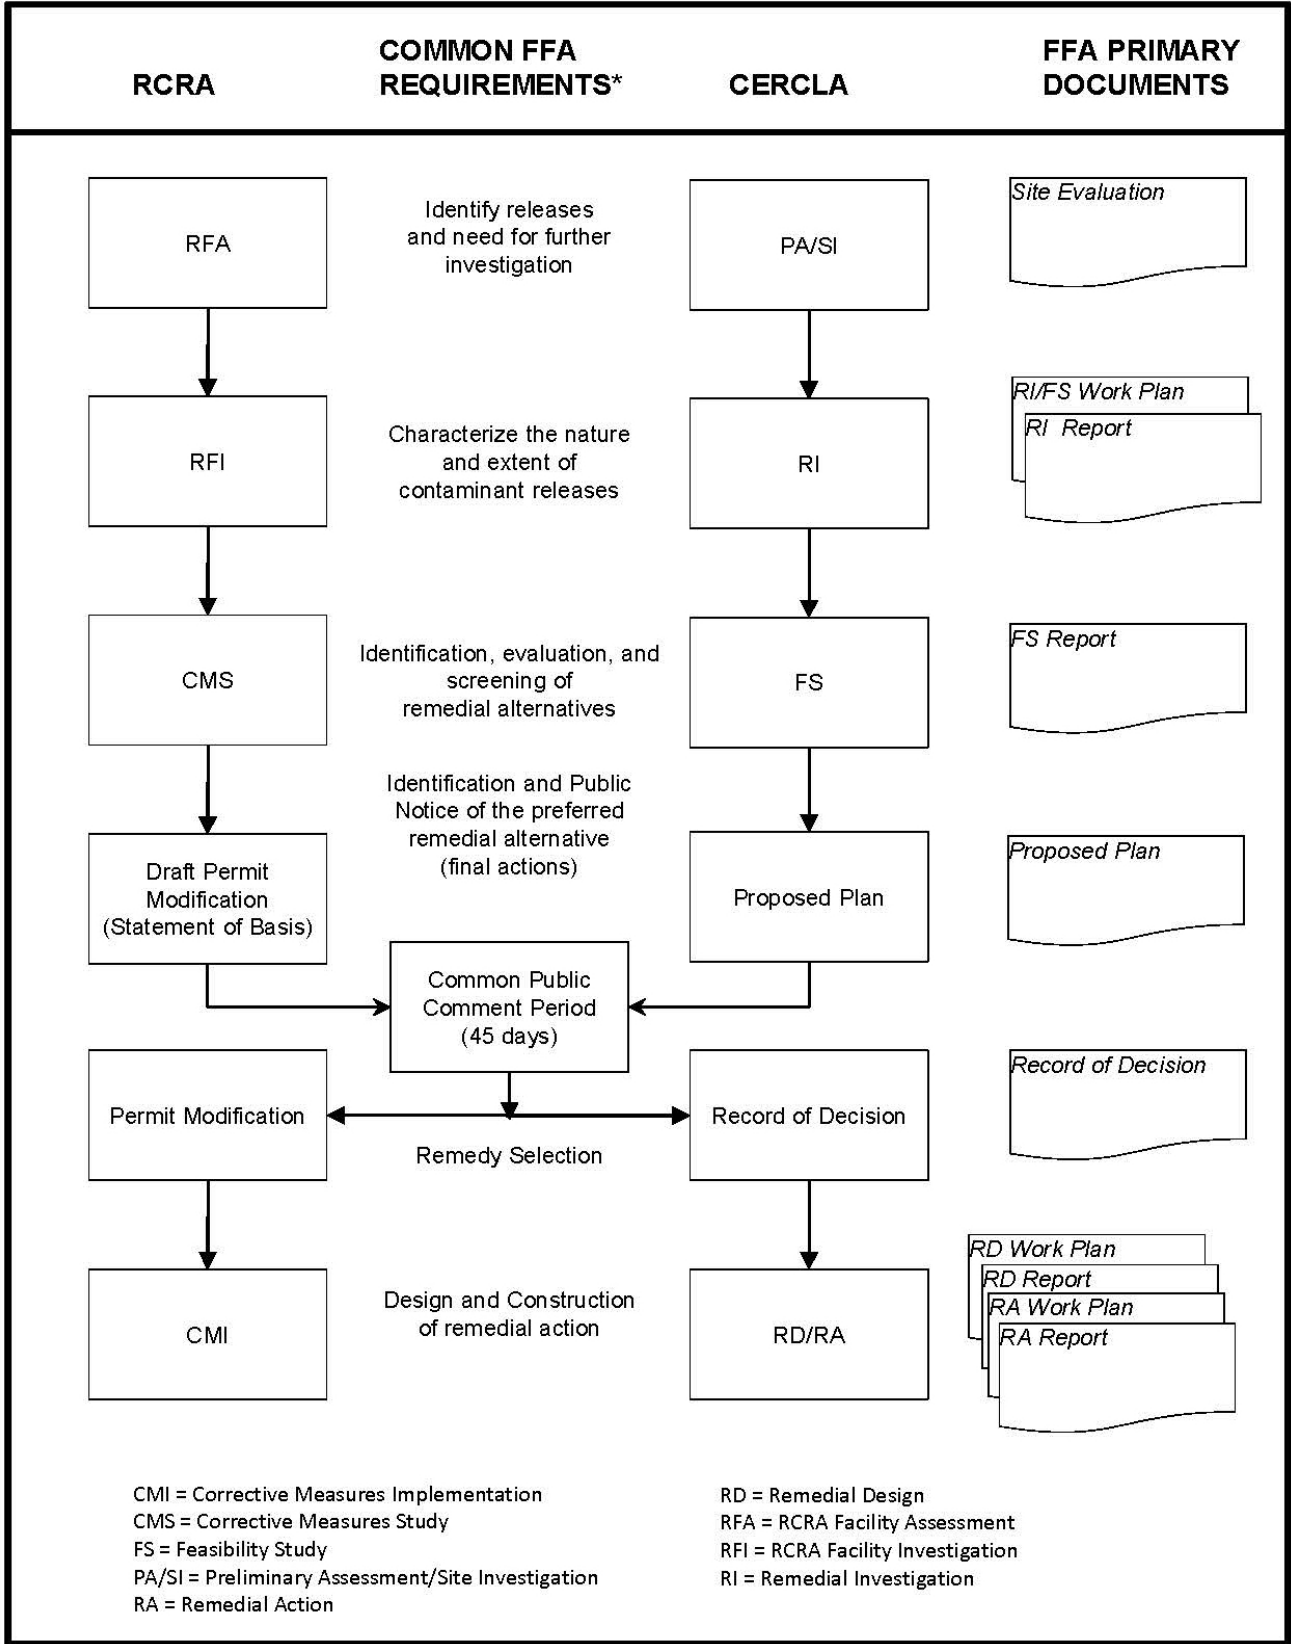 COMMON FFA
REQUIREMENTS*
FFA PRIMARY
DOCUMENTS
RCRA
CERCLA
RFA
Identify releases
and need for further
investigation
PA/SI
Site Evaluation
RFI
Characterize the nature
and extent of
contaminant releases
RI
RI/FS Work Plan
RI Report
CMS
Identification, evaluation, and
screening of
remedial alternatives
FS
FS Report
Identification and Public
Notice of the preferred
remedial alternative
(final actions)
Draft Permit
Modification
(Statement of Basis)
Proposed Plan
Proposed Plan
Common Public
Comment Period
(45 days)
Permit Modification
Remedy Selection
Record of Decision
Record of Decision
CMI
Design and Construction
of remedial action
RD/RA
RD Work Plan
RD Report
RA Work Plan
RA Report
CMI = Corrective Measures Implementation
CMS = Corrective Measures Study
FS = Feasibility Study
PA/SI = Preliminary Assessment/Site Investigation
RA = Remedial Action
RD = Remedial Design
RFA = RCRA Facility Assessment
RFI = RCRA Facility Investigation
RI = Remedial Investigation